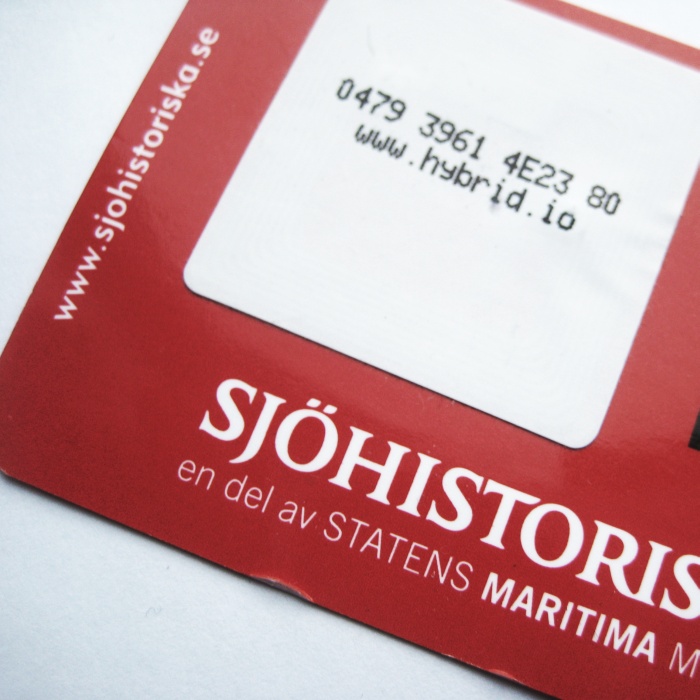 www.sjohistoriska.se
0479 3961 4E23 80
www.hybrid.io
SJÖHISTORIS
en del av STATENS MARITIMA M